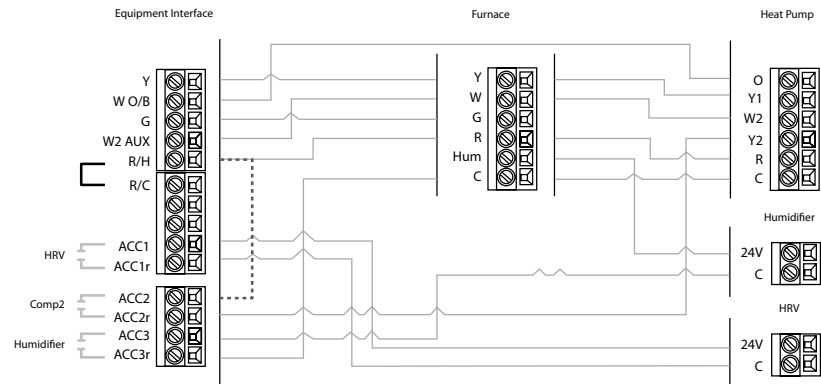 Equipment Interface
Furnace
Heat Pump
Y
W O/B
G
W2 AUX
R/H
R/C
HRV
ACC1
ACC1r
Comp2
ACC2
ACC2r
Humidifier
ACC3
ACC3r
Y
W
G
R
Hum
C
O
Y1
W2
Y2
R
C
Humidifier
24V
C
HRV
24V
C